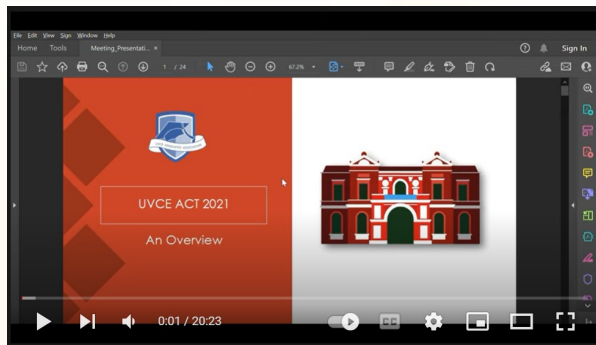 File Edit View Sign Window Help
Home Tools Meeting_Presentati... × Sign In
1 / 24 67.2%
UVCE ACT 2021
An Overview
0:01 / 20:23
CC